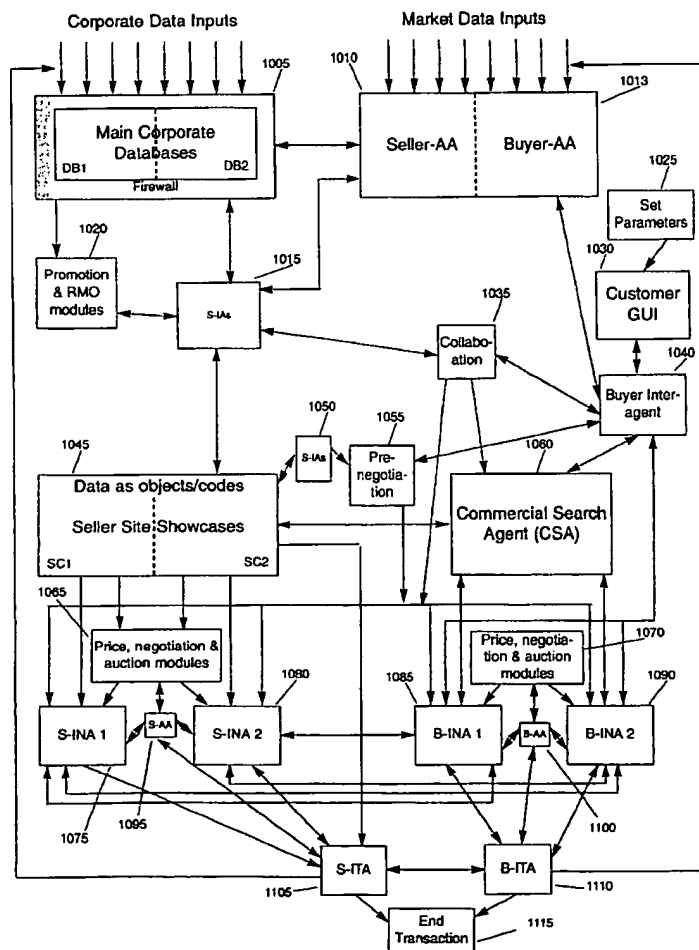 Corporate Data Inputs
Market Data Inputs
1005
1010
1013
Main Corporate
Databases
DB1
DB2
Firewall
Seller-AA
Buyer-AA
1025
Set
Parameters
1020
1015
1030
Promotion
& RMO
modules
S-IAs
1035
Customer
GUI
Collabo-
ration
1040
Buyer Inter-
agent
1045
1050
1055
1060
S-IAs
Pre-
negotia-
tion
Data as objects/codes
Seller Site Showcases
SC1
SC2
Commercial Search
Agent (CSA)
1065
1070
Price, negotiation &
auction modules
Price, negotia-
tion & auction
modules
1080
1085
1090
S-INA 1
S-AA
S-INA 2
B-INA 1
B-AA
B-INA 2
1075
1095
1100
S-ITA
B-ITA
1105
1110
End
Transaction
1115